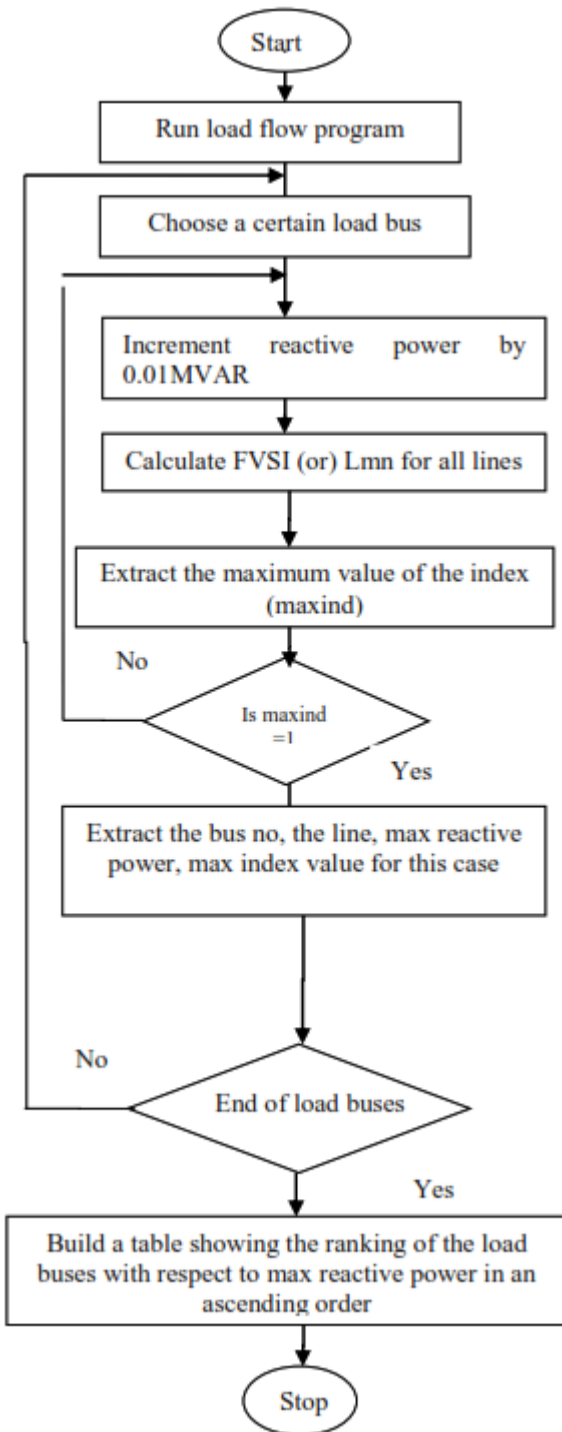 Start
Run load flow program
Choose a certain load bus
Increment reactive power by
0.01MVAR
Calculate FVSI (or) Lmn for all lines
Extract the maximum value of the index
(maxind)
No
Is maxind
=1
Yes
Extract the bus no, the line, max reactive
power, max index value for this case
No
End of load buses
Yes
Build a table showing the ranking of the load
buses with respect to max reactive power in an
ascending order
Stop